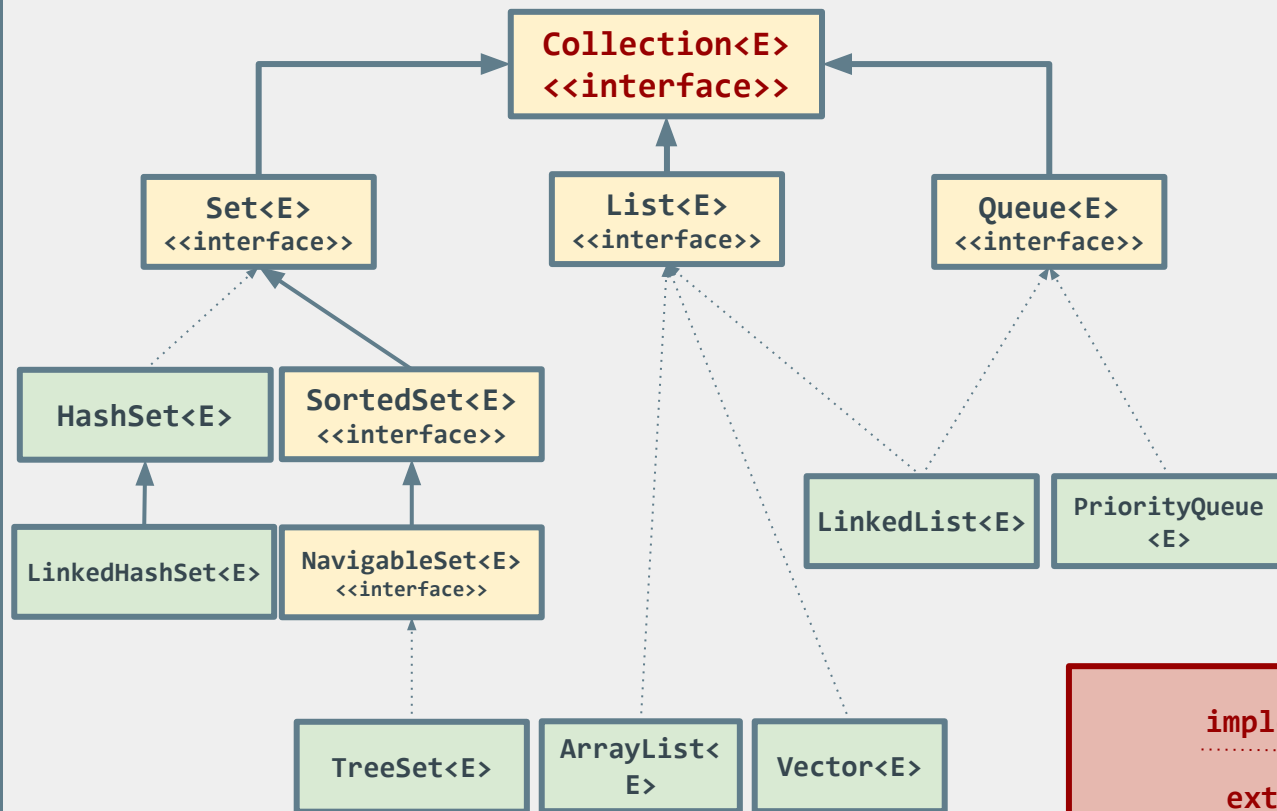 Collection<E>
<<interface>>
Set<E>
<<interface>>
List<E>
<<interface>>
Queue<E>
<<interface>>
HashSet<E>
SortedSet<E>
<<interface>>
LinkedList<E>
PriorityQueue
<E>
LinkedHashSet<E>
NavigableSet<E>
<<interface>>
TreeSet<E>
ArrayList<
E>
Vector<E>
impl
ext